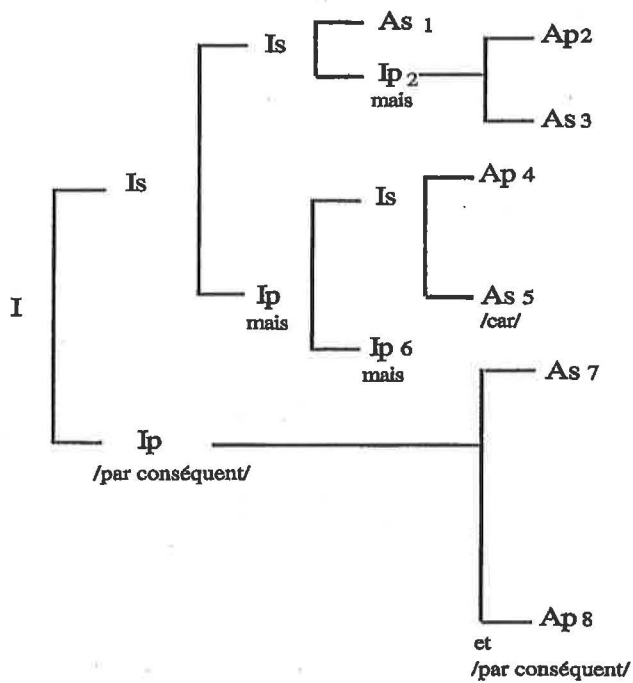 Is
As 1
Ip 2
mais
Ap2
As 3
Is
Is
Ap 4
I
Ip
mais
As 5
/car/
Ip 6
mais
As 7
Ip
/par conséquent/
Ap 8
et
/par conséquent/